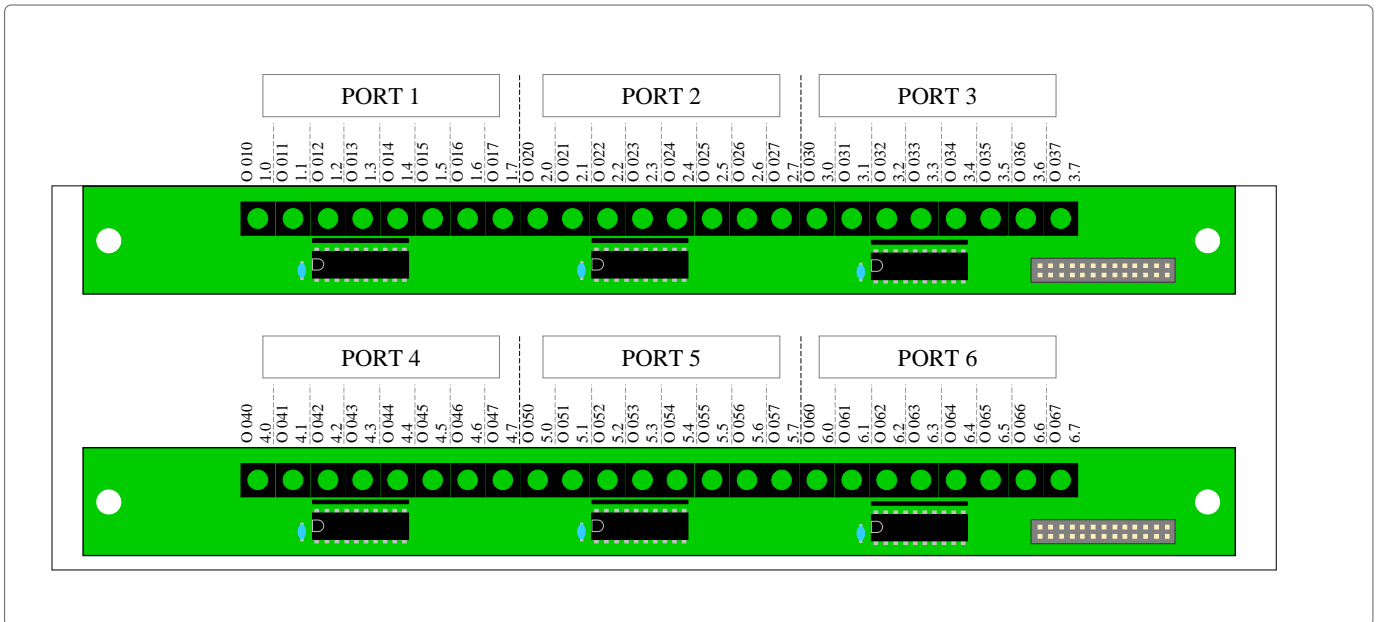 PORT 1
PORT 2
PORT 3
O 010
1.0
O 011
1.1
O 012
1.2
O 013
1.3
O 014
1.4
O 015
1.5
O 016
1.6
O 017
1.7
O 020
2.0
O 021
2.1
O 022
2.2
O 023
2.3
O 024
2.4
O 025
2.5
O 026
2.6
O 027
2.7
O 030
3.0
O 031
3.1
O 032
3.2
O 033
3.3
O 034
3.4
O 035
3.5
O 036
3.6
O 037
3.7
PORT 4
PORT 5
PORT 6
O 040
4.0
O 041
4.1
O 042
4.2
O 043
4.3
O 044
4.4
O 045
4.5
O 046
4.6
O 047
4.7
O 050
5.0
O 051
5.1
O 052
5.2
O 053
5.3
O 054
5.4
O 055
5.5
O 056
5.6
O 057
5.7
O 060
6.0
O 061
6.1
O 062
6.2
O 063
6.3
O 064
6.4
O 065
6.5
O 066
6.6
O 067
6.7